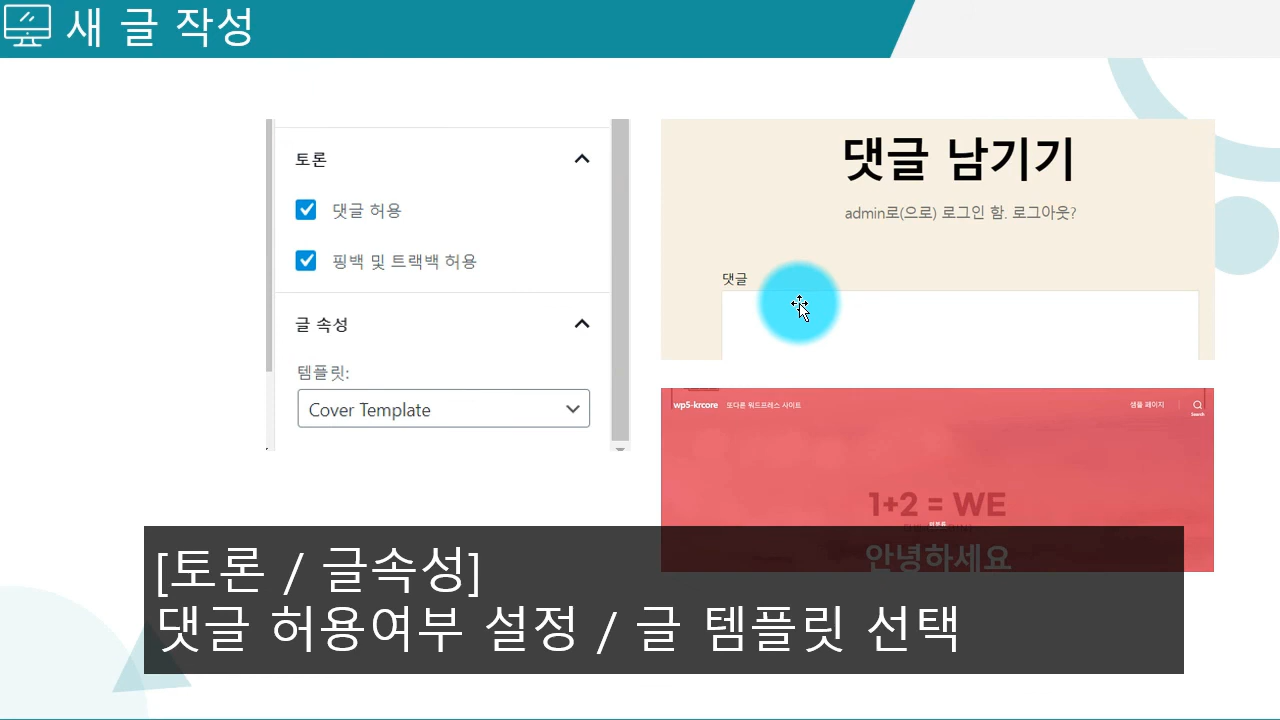 새 글 작성
토론
댓글 허용
핑백 및 트랙백 허용
글 속성
템플릿:
Cover Template
댓글 남기기
admin로(으로) 로그인 함. 로그아웃?
댓글
wp5-krcore 또다른 워드프레스 사이트
샘플 페이지
Search
1+2 = WE
미분류
안녕하세요
[토론 / 글속성]
댓글 허용여부 설정 / 글 템플릿 선택